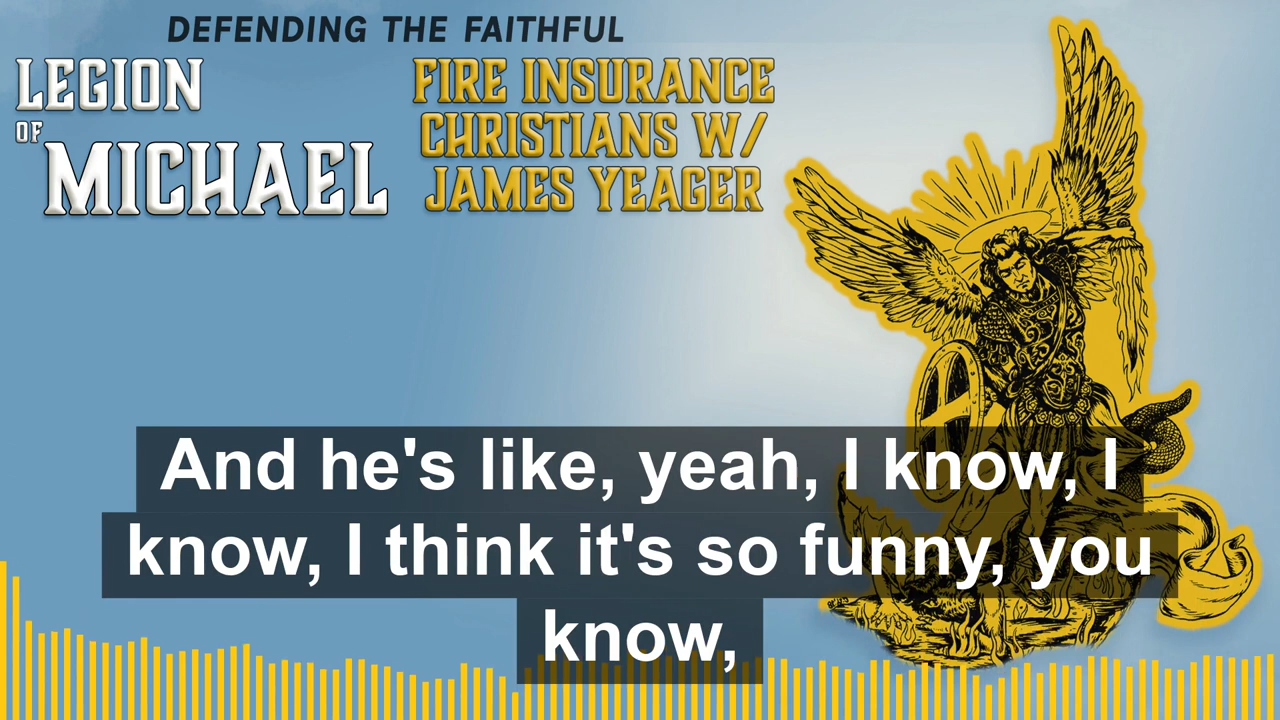 DEFENDING THE FAITHFUL
LEGION
OF
MICHAEL
FIRE INSURANCE
CHRISTIANS W/
JAMES YEAGER
And he's like, yeah, I know, I
know, I think it's so funny, you
know,